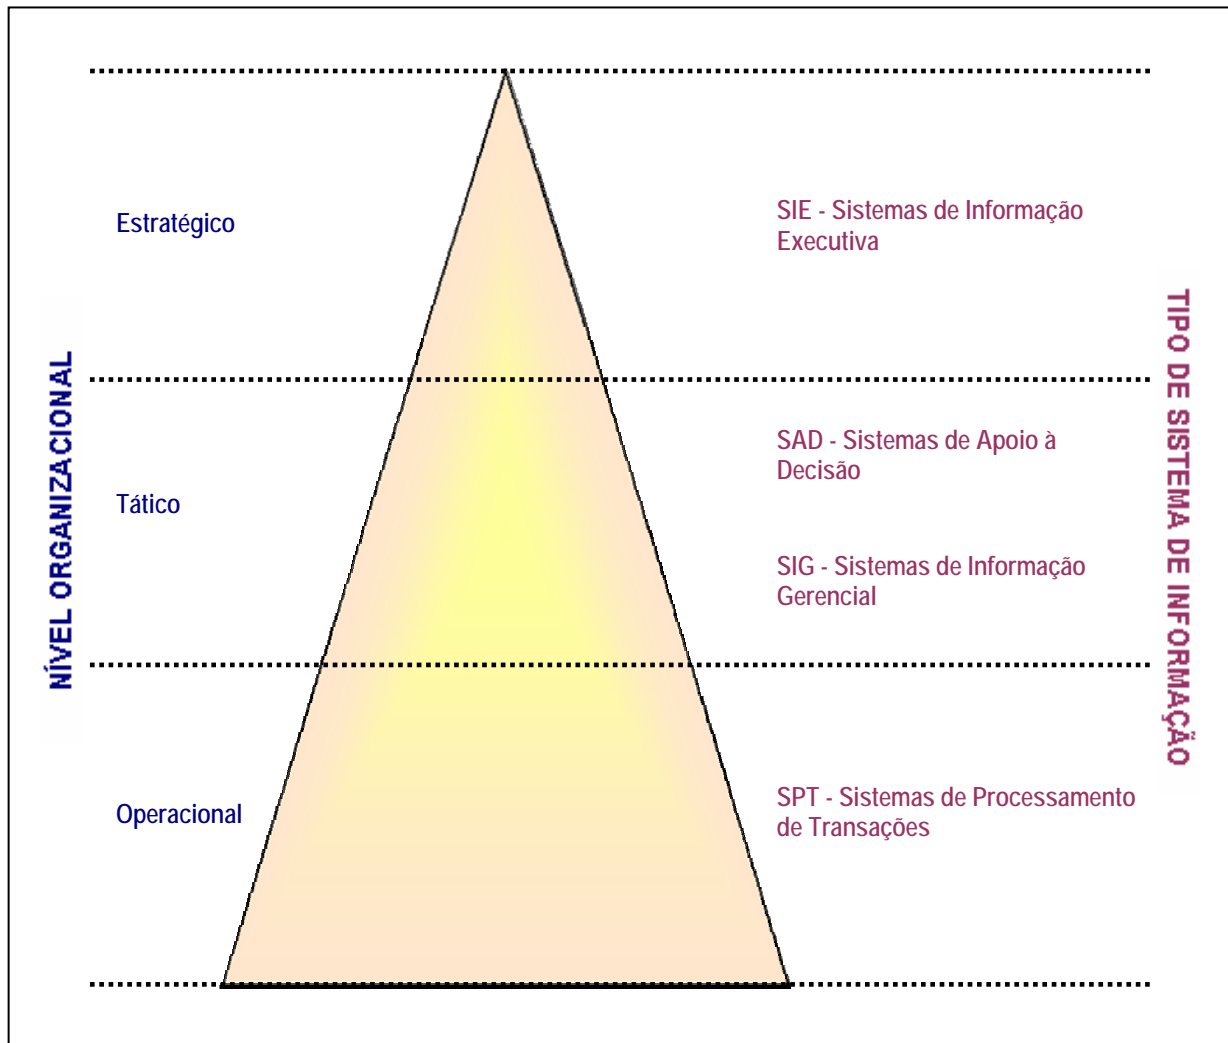 NÍVEL ORGANIZACIONAL
Estratégico
SIE - Sistemas de Informação
Executiva
Tático
SAD - Sistemas de Apoio à
Decisão
SIG - Sistemas de Informação
Gerencial
Operacional
SPT - Sistemas de Processamento
de Transações
TIPO DE SISTEMA DE INFORMAÇÃO